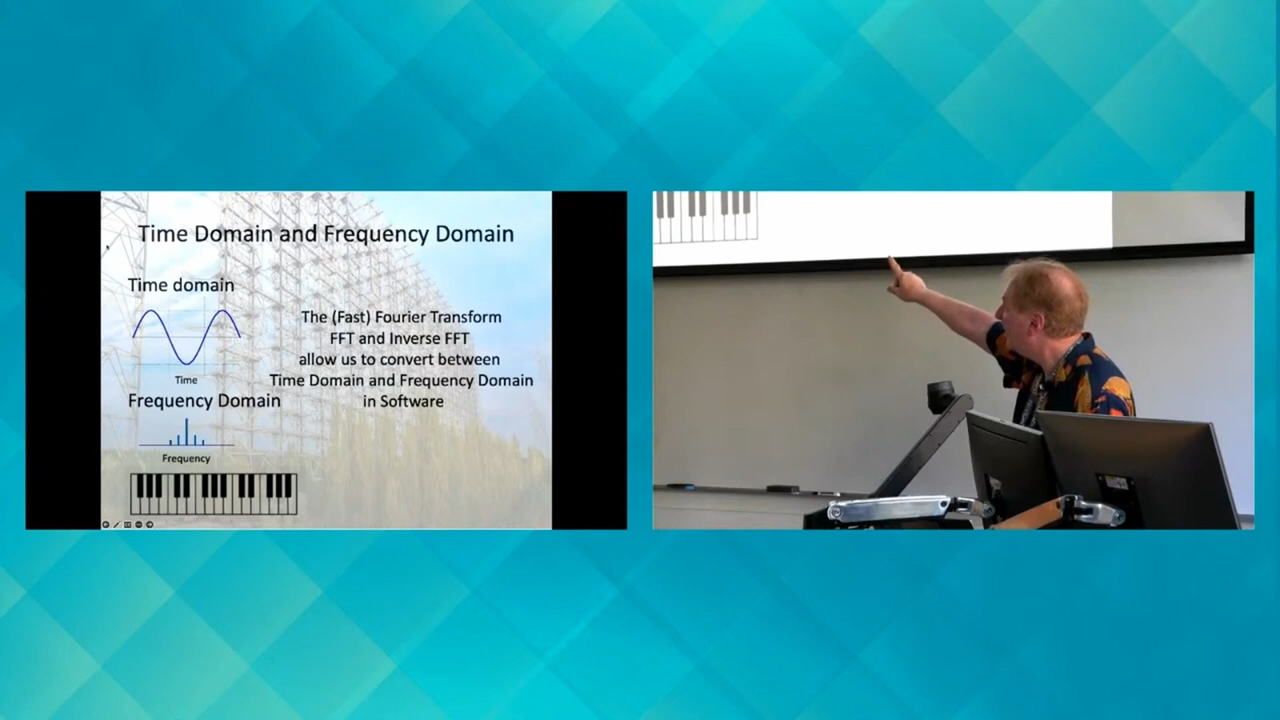 Time Domain and Frequency Domain
Time domain
Time
Frequency Domain
Frequency
The (Fast) Fourier Transform
FFT and Inverse FFT
allow us to convert between
Time Domain and Frequency Domain
in Software